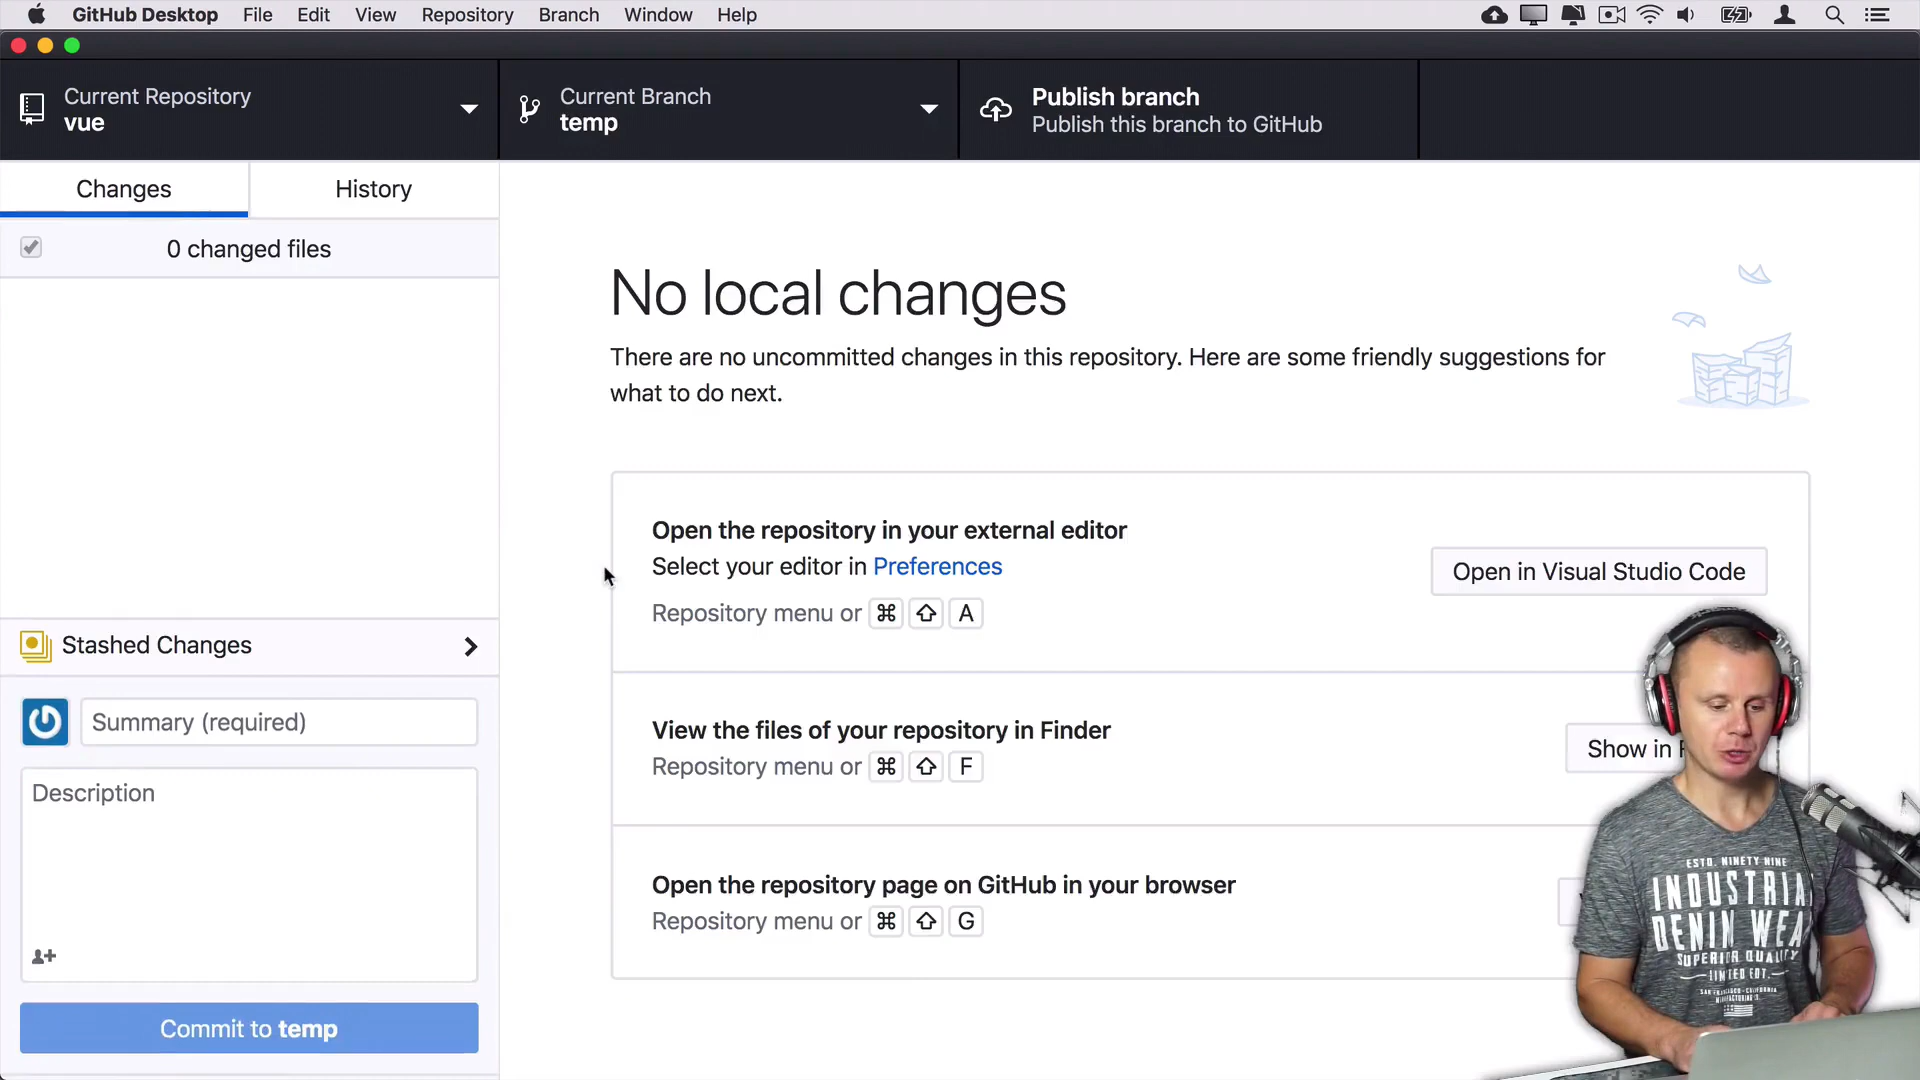 GitHub Desktop File Edit View Repository Branch Window Help
Current Repository
vue
Current Branch
temp
Publish branch
Publish this branch to GitHub
Changes
History
0 changed files
No local changes
There are no uncommitted changes in this repository. Here are some friendly suggestions for
what to do next.
Open the repository in your external editor
Select your editor in Preferences
Repository menu or ⌘ ⇧ A
Open in Visual Studio Code
View the files of your repository in Finder
Repository menu or ⌘ ⇧ F
Show in
Open the repository page on GitHub in your browser
Repository menu or ⌘ ⇧ G
Stashed Changes
Summary (required)
Description
Commit to temp
ESTD. NINETY NINE
INDUSTRIA
DENIM WEA
SUPERIOR QUALITY
LIMITED EDT.